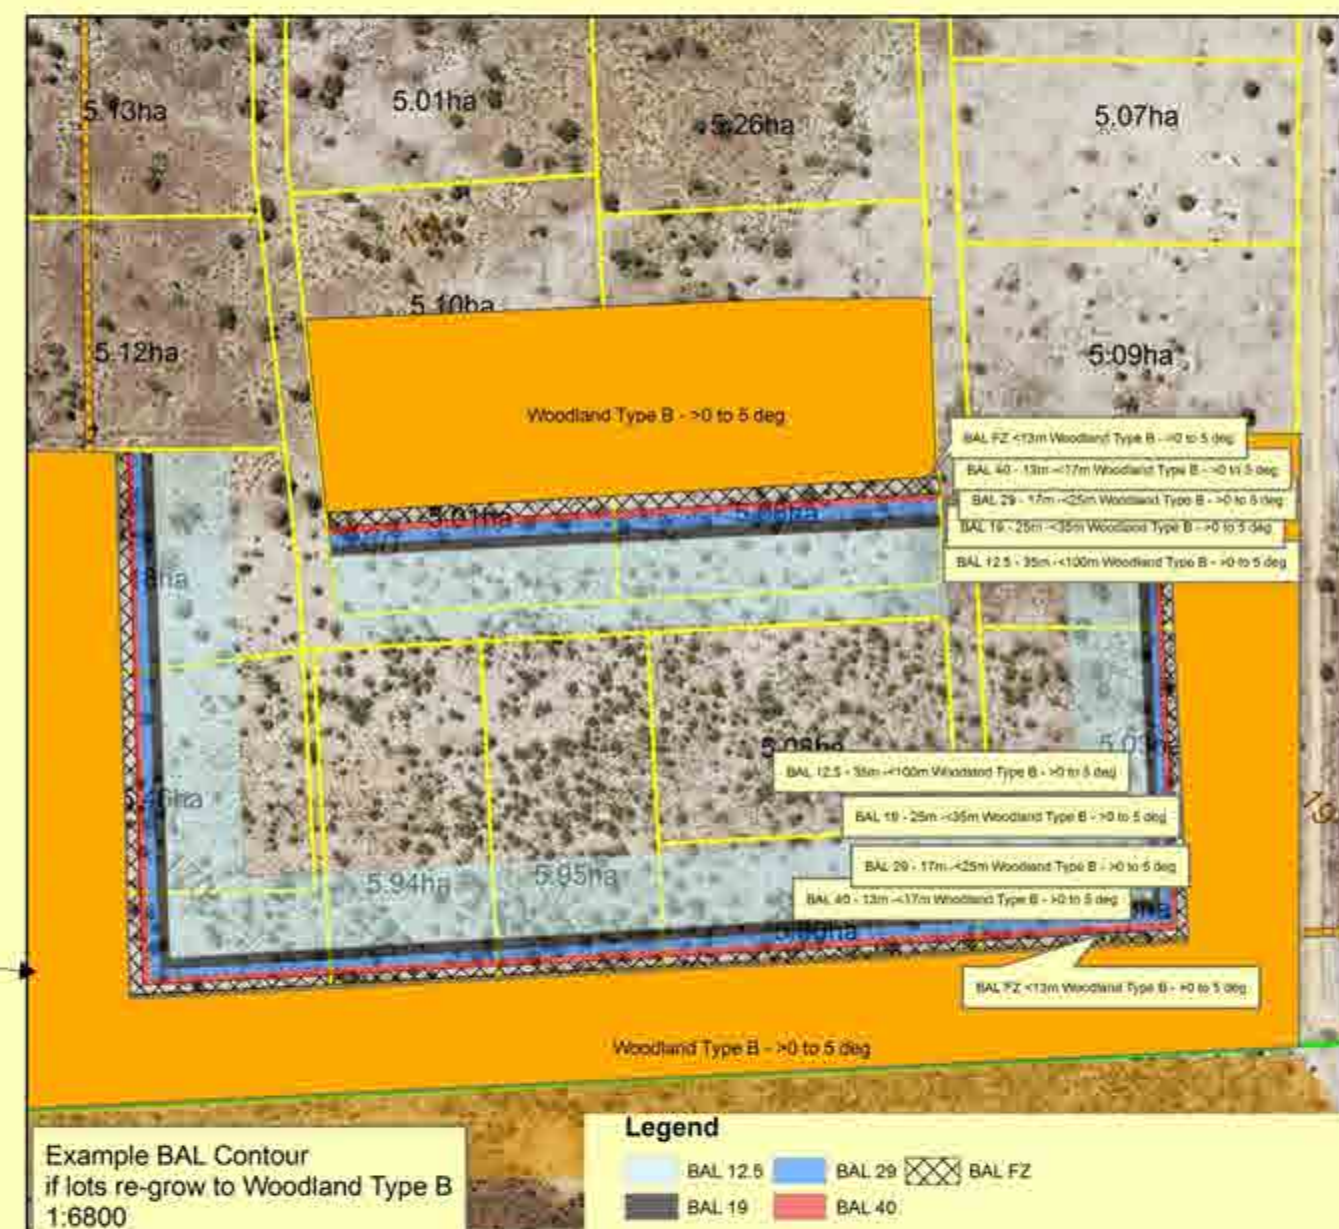 5.13ha
5.01ha
5.26ha
5.07ha
5.10ha
5.12ha
5.09ha
Woodland Type B - >0 to 5 deg
BAL FZ <13m Woodland Type B - >0 to 5 deg
BAL 40 - 13m -<17m Woodland Type B - >0 to 5 deg
BAL 29 - 17m -<25m Woodland Type B - >0 to 5 deg
BAL 19 - 25m -<35m Woodland Type B - >0 to 5 deg
BAL 12.5 - 35m -<100m Woodland Type B - >0 to 5 deg
5.01ha
8ha
5.08ha
BAL 12.5 - 35m -<100m Woodland Type B - >0 to 5 deg
BAL 19 - 25m -<35m Woodland Type B - >0 to 5 deg
BAL 29 - 17m -<25m Woodland Type B - >0 to 5 deg
BAL 40 - 13m -<17m Woodland Type B - >0 to 5 deg
5.94ha
5.95ha
BAL FZ <13m Woodland Type B - >0 to 5 deg
Woodland Type B - >0 to 5 deg
Example BAL Contour
if lots re-grow to Woodland Type B
1:6800
Legend
BAL 12.5 BAL 29 BAL FZ
BAL 19 BAL 40